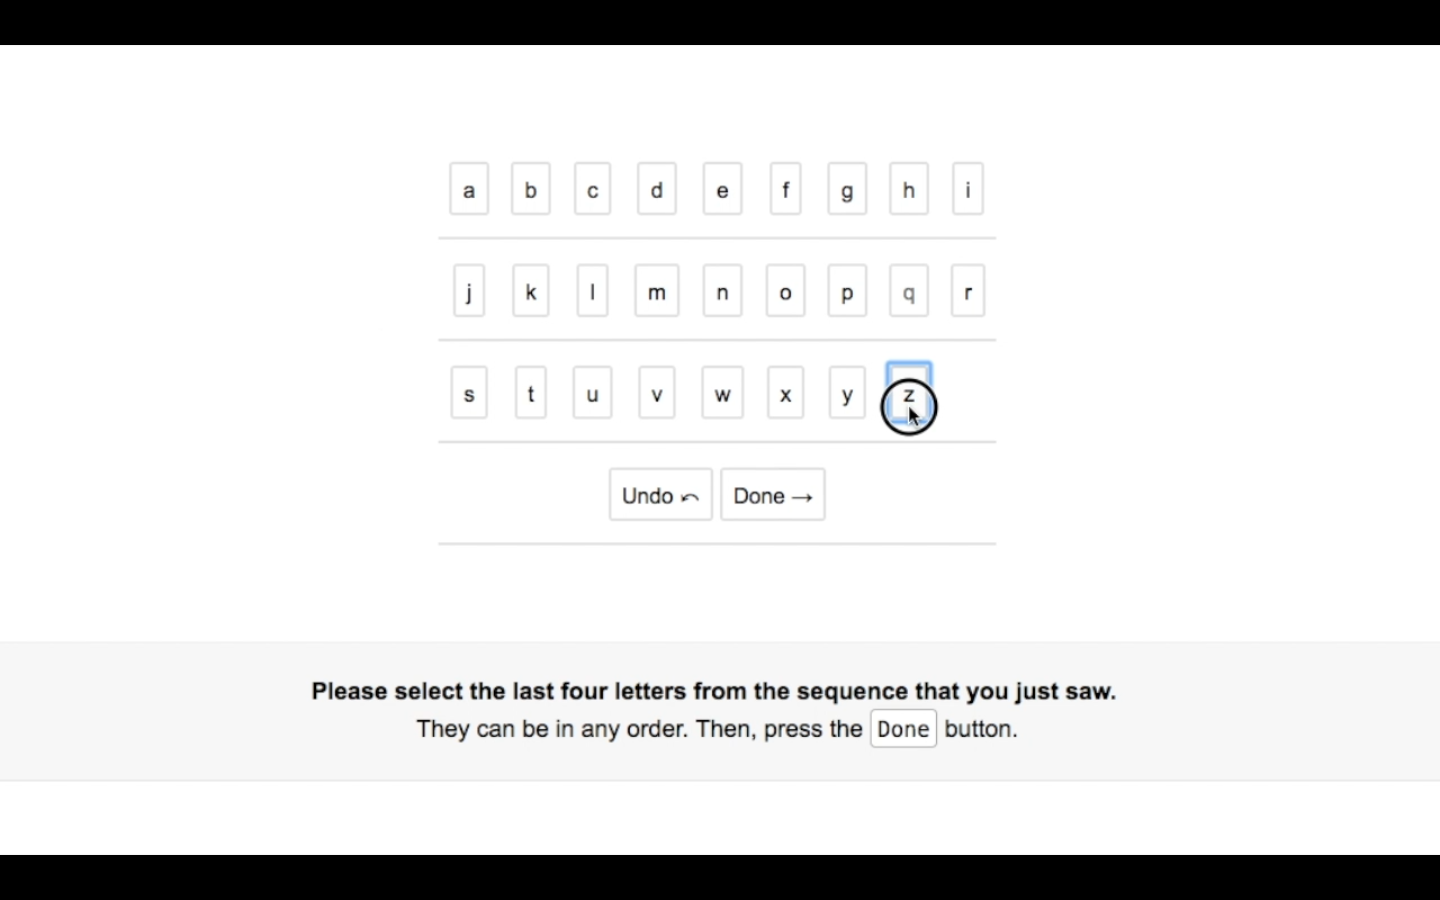 a b c d e f g h i
j k l m n o p q r
s t u v w x y z
Undo ⤺ Done →
Please select the last four letters from the sequence that you just saw.
They can be in any order. Then, press the Done button.